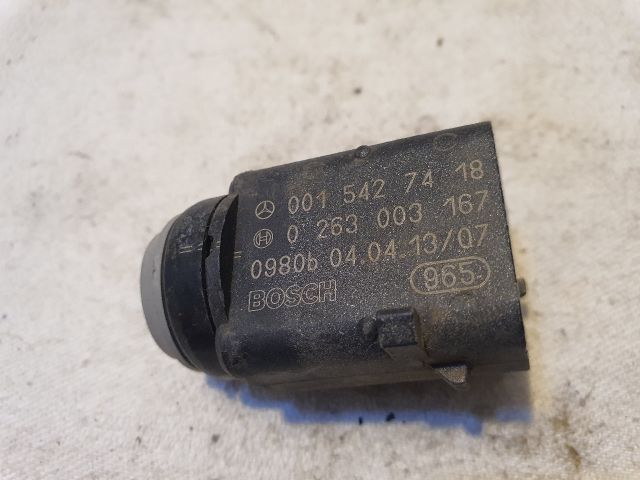 001 542 74 18
0 263 003 167
0980b 04.04.13/07
BOSCH 965